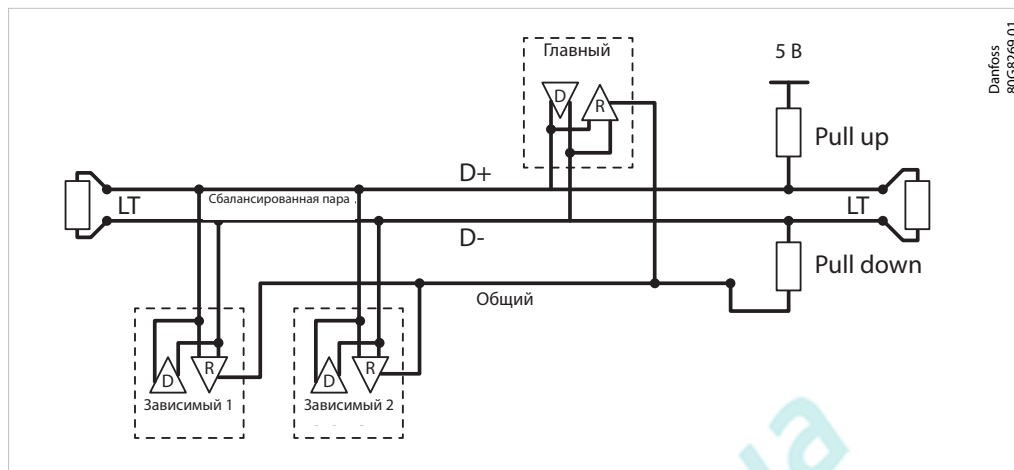 Danfoss
80G8269.01
Главный
5 В
D
R
Pull up
D+
LT
Сбалансированная пара
LT
D-
Pull down
Общий
R
D
Зависимый 1
R
D
Зависимый 2